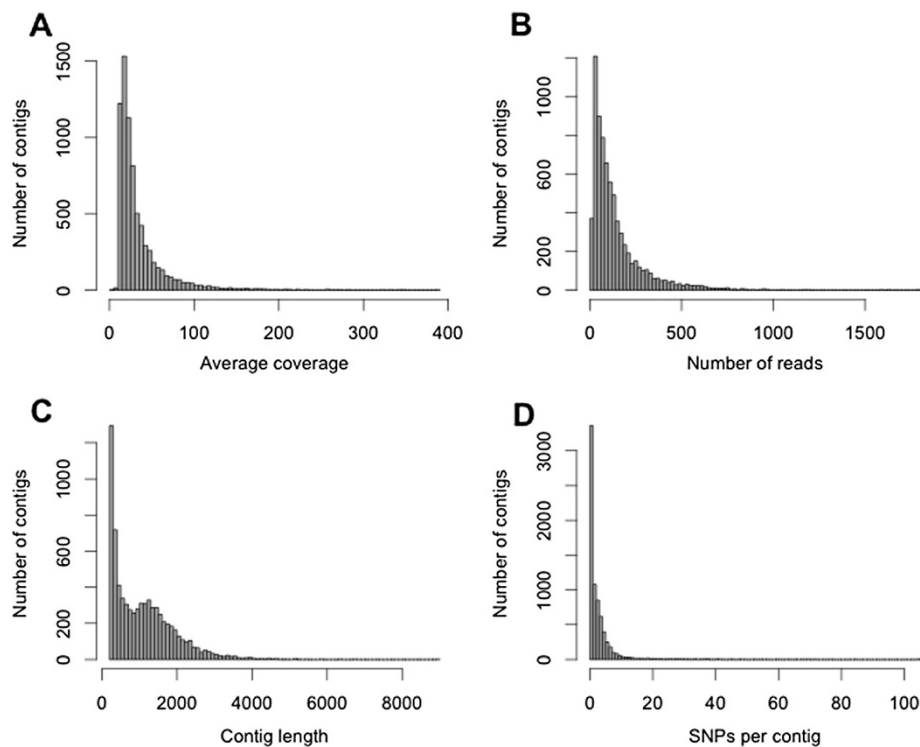 A
Number of contigs
0 500 1000 1500
0 100 200 300 400
Average coverage
B
Number of contigs
0 200 600 1000
0 500 1000 1500
Number of reads
C
Number of contigs
0 200 600 1000
0 2000 4000 6000 8000
Contig length
D
Number of contigs
0 1000 2000 3000
0 20 40 60 80 100
SNPs per contig